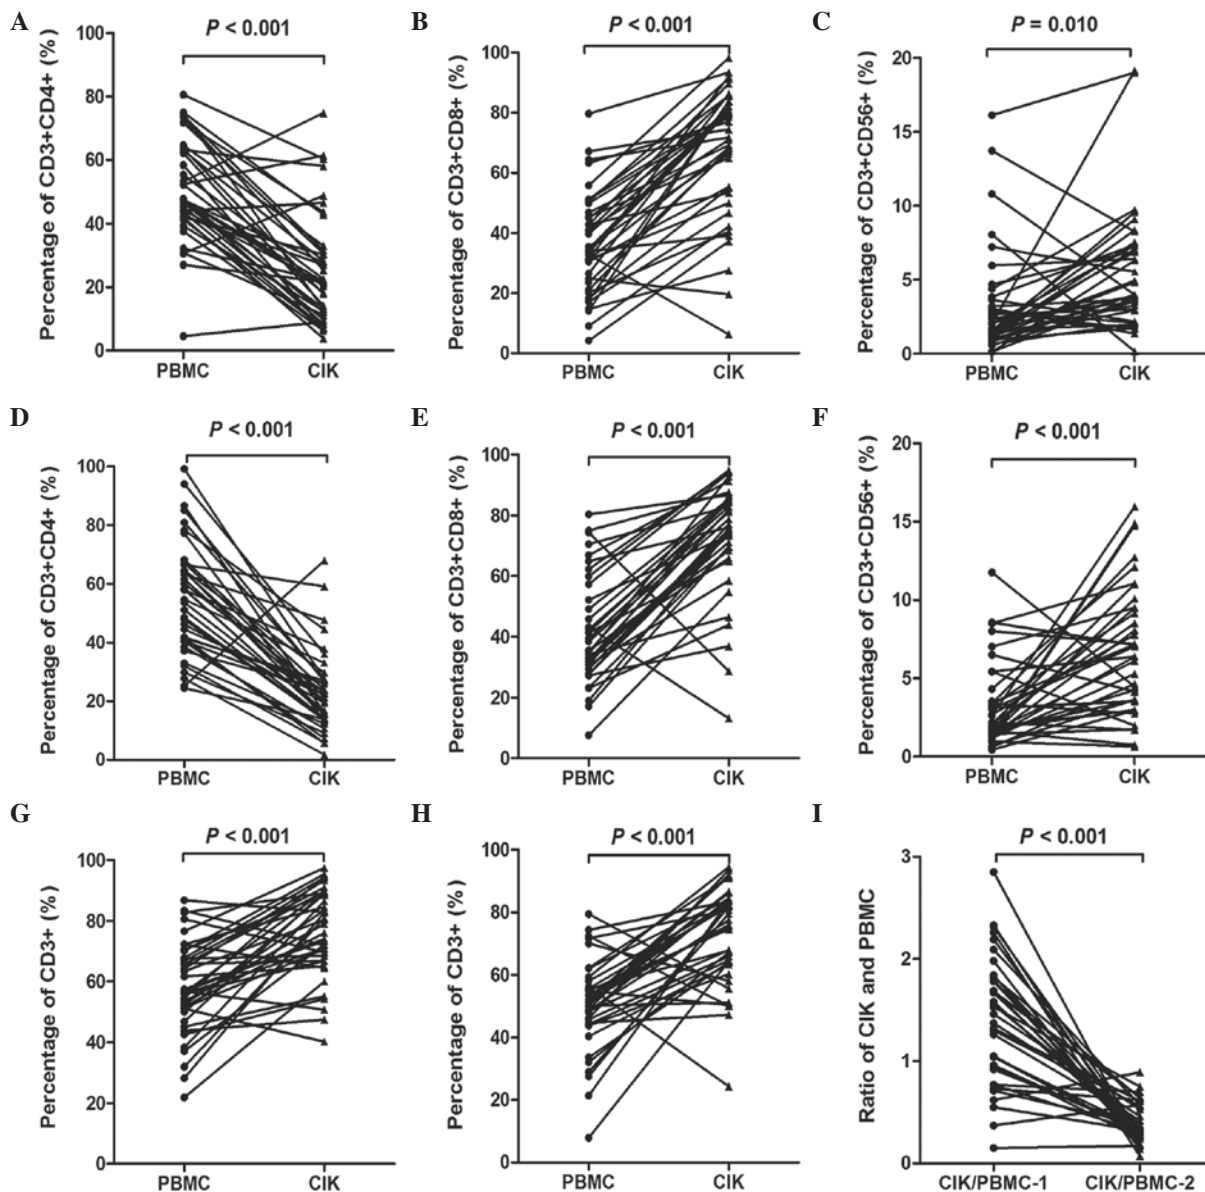 A
P < 0.001
Percentage of CD3+CD4+ (%)
100
80
60
40
20
0
PBMC
CIK
B
P < 0.001
Percentage of CD3+CD8+ (%)
100
80
60
40
20
0
PBMC
CIK
C
P = 0.010
Percentage of CD3+CD56+ (%)
20
15
10
5
0
PBMC
CIK
D
P < 0.001
Percentage of CD3+CD4+ (%)
100
80
60
40
20
0
PBMC
CIK
E
P < 0.001
Percentage of CD3+CD8+ (%)
100
80
60
40
20
0
PBMC
CIK
F
P < 0.001
Percentage of CD3+CD56+ (%)
20
15
10
5
0
PBMC
CIK
G
P < 0.001
Percentage of CD3+ (%)
100
80
60
40
20
0
PBMC
CIK
H
P < 0.001
Percentage of CD3+ (%)
100
80
60
40
20
0
PBMC
CIK
I
P < 0.001
Ratio of CIK and PBMC
3
2
1
0
CIK/PBMC-1
CIK/PBMC-2